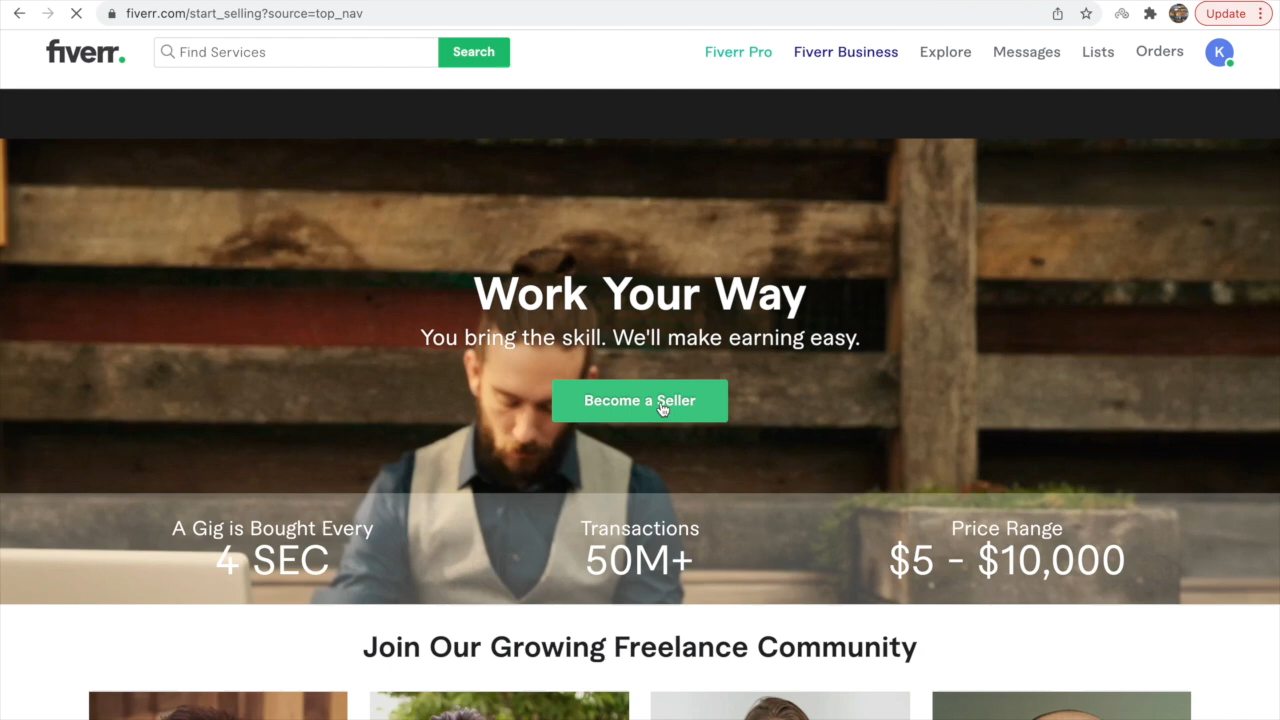 fiverr.com/start_selling?source=top_nav
Update
fiverr.
Find Services
Search
Fiverr Pro
Fiverr Business
Explore
Messages
Lists
Orders
K
Work Your Way
You bring the skill. We'll make earning easy.
Become a Seller
A Gig is Bought Every
4 SEC
Transactions
50M+
Price Range
$5 - $10,000
Join Our Growing Freelance Community